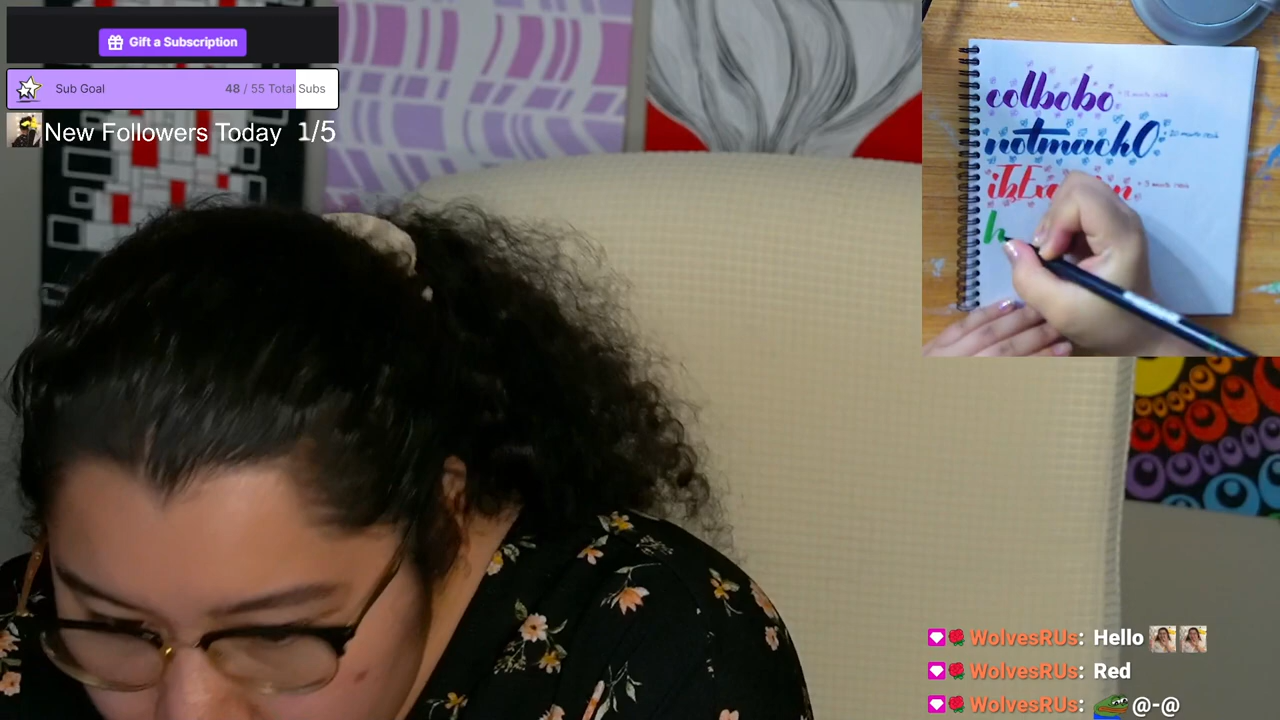 Gift a Subscription
Sub Goal 48 / 55 Total Subs
New Followers Today 1/5
colbobo
notmach0
h
WolvesRUs: Hello
WolvesRUs: Red
WolvesRUs: @-@